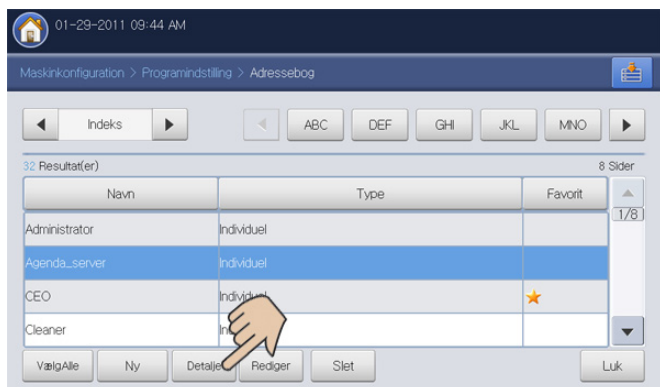 01-29-2011 09:44 AM
Maskinkonfiguration > Programindstilling > Adressebog
Indeks ABC DEF GHI JKL MNO
32 Resultat(er) 8 Sider
Navn Type Favorit
1/8
Administrator Individuel
Agenda_server Individuel
CEO Individuel
Cleaner
VælgAlle Ny Rediger Slet Luk